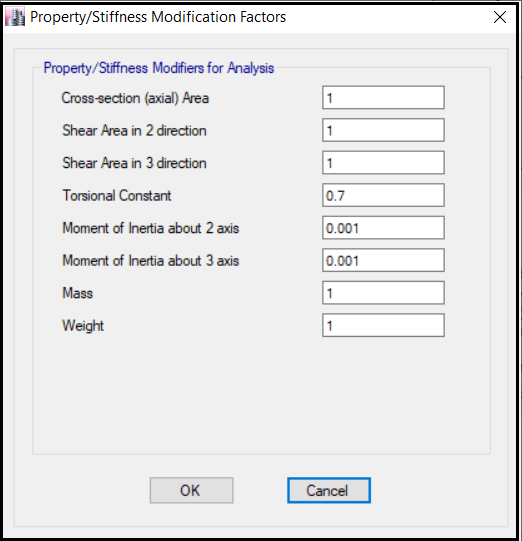 Property/Stiffness Modification Factors
Property/Stiffness Modifiers for Analysis
Cross-section (axial) Area 1
Shear Area in 2 direction 1
Shear Area in 3 direction 1
Torsional Constant 0.7
Moment of Inertia about 2 axis 0.001
Moment of Inertia about 3 axis 0.001
Mass 1
Weight 1
OK Cancel